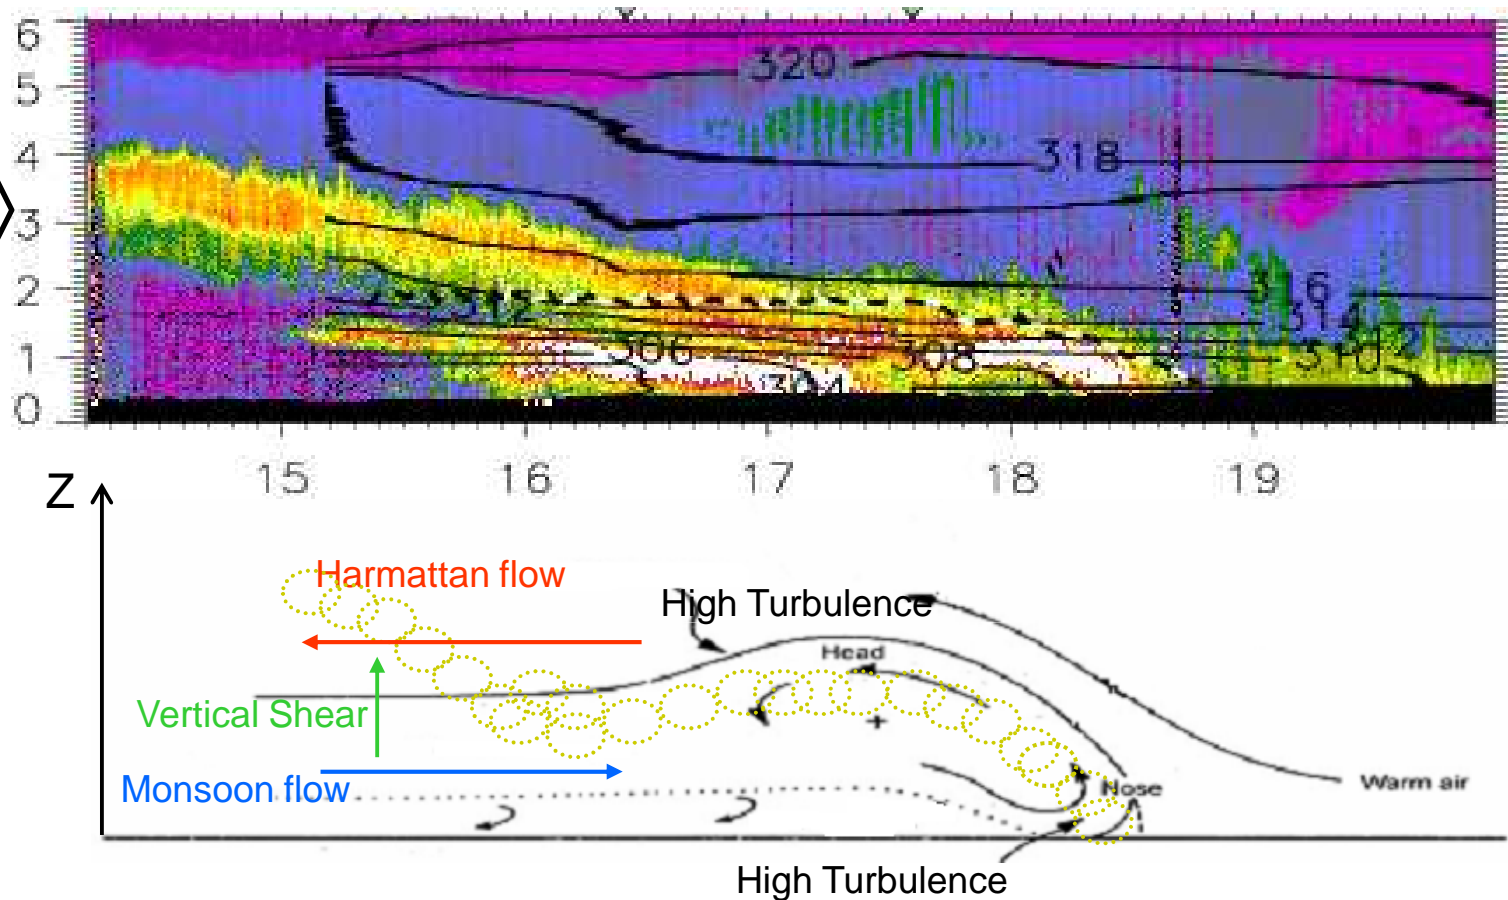 6
320
5
4
318
3
2
316
312
314
312
1
306
308
310
304
0
15 16 17 18 19
Z
Harmattan flow
High Turbulence
Head
Vertical Shear
Monsoon flow
Nose
Warm air
High Turbulence